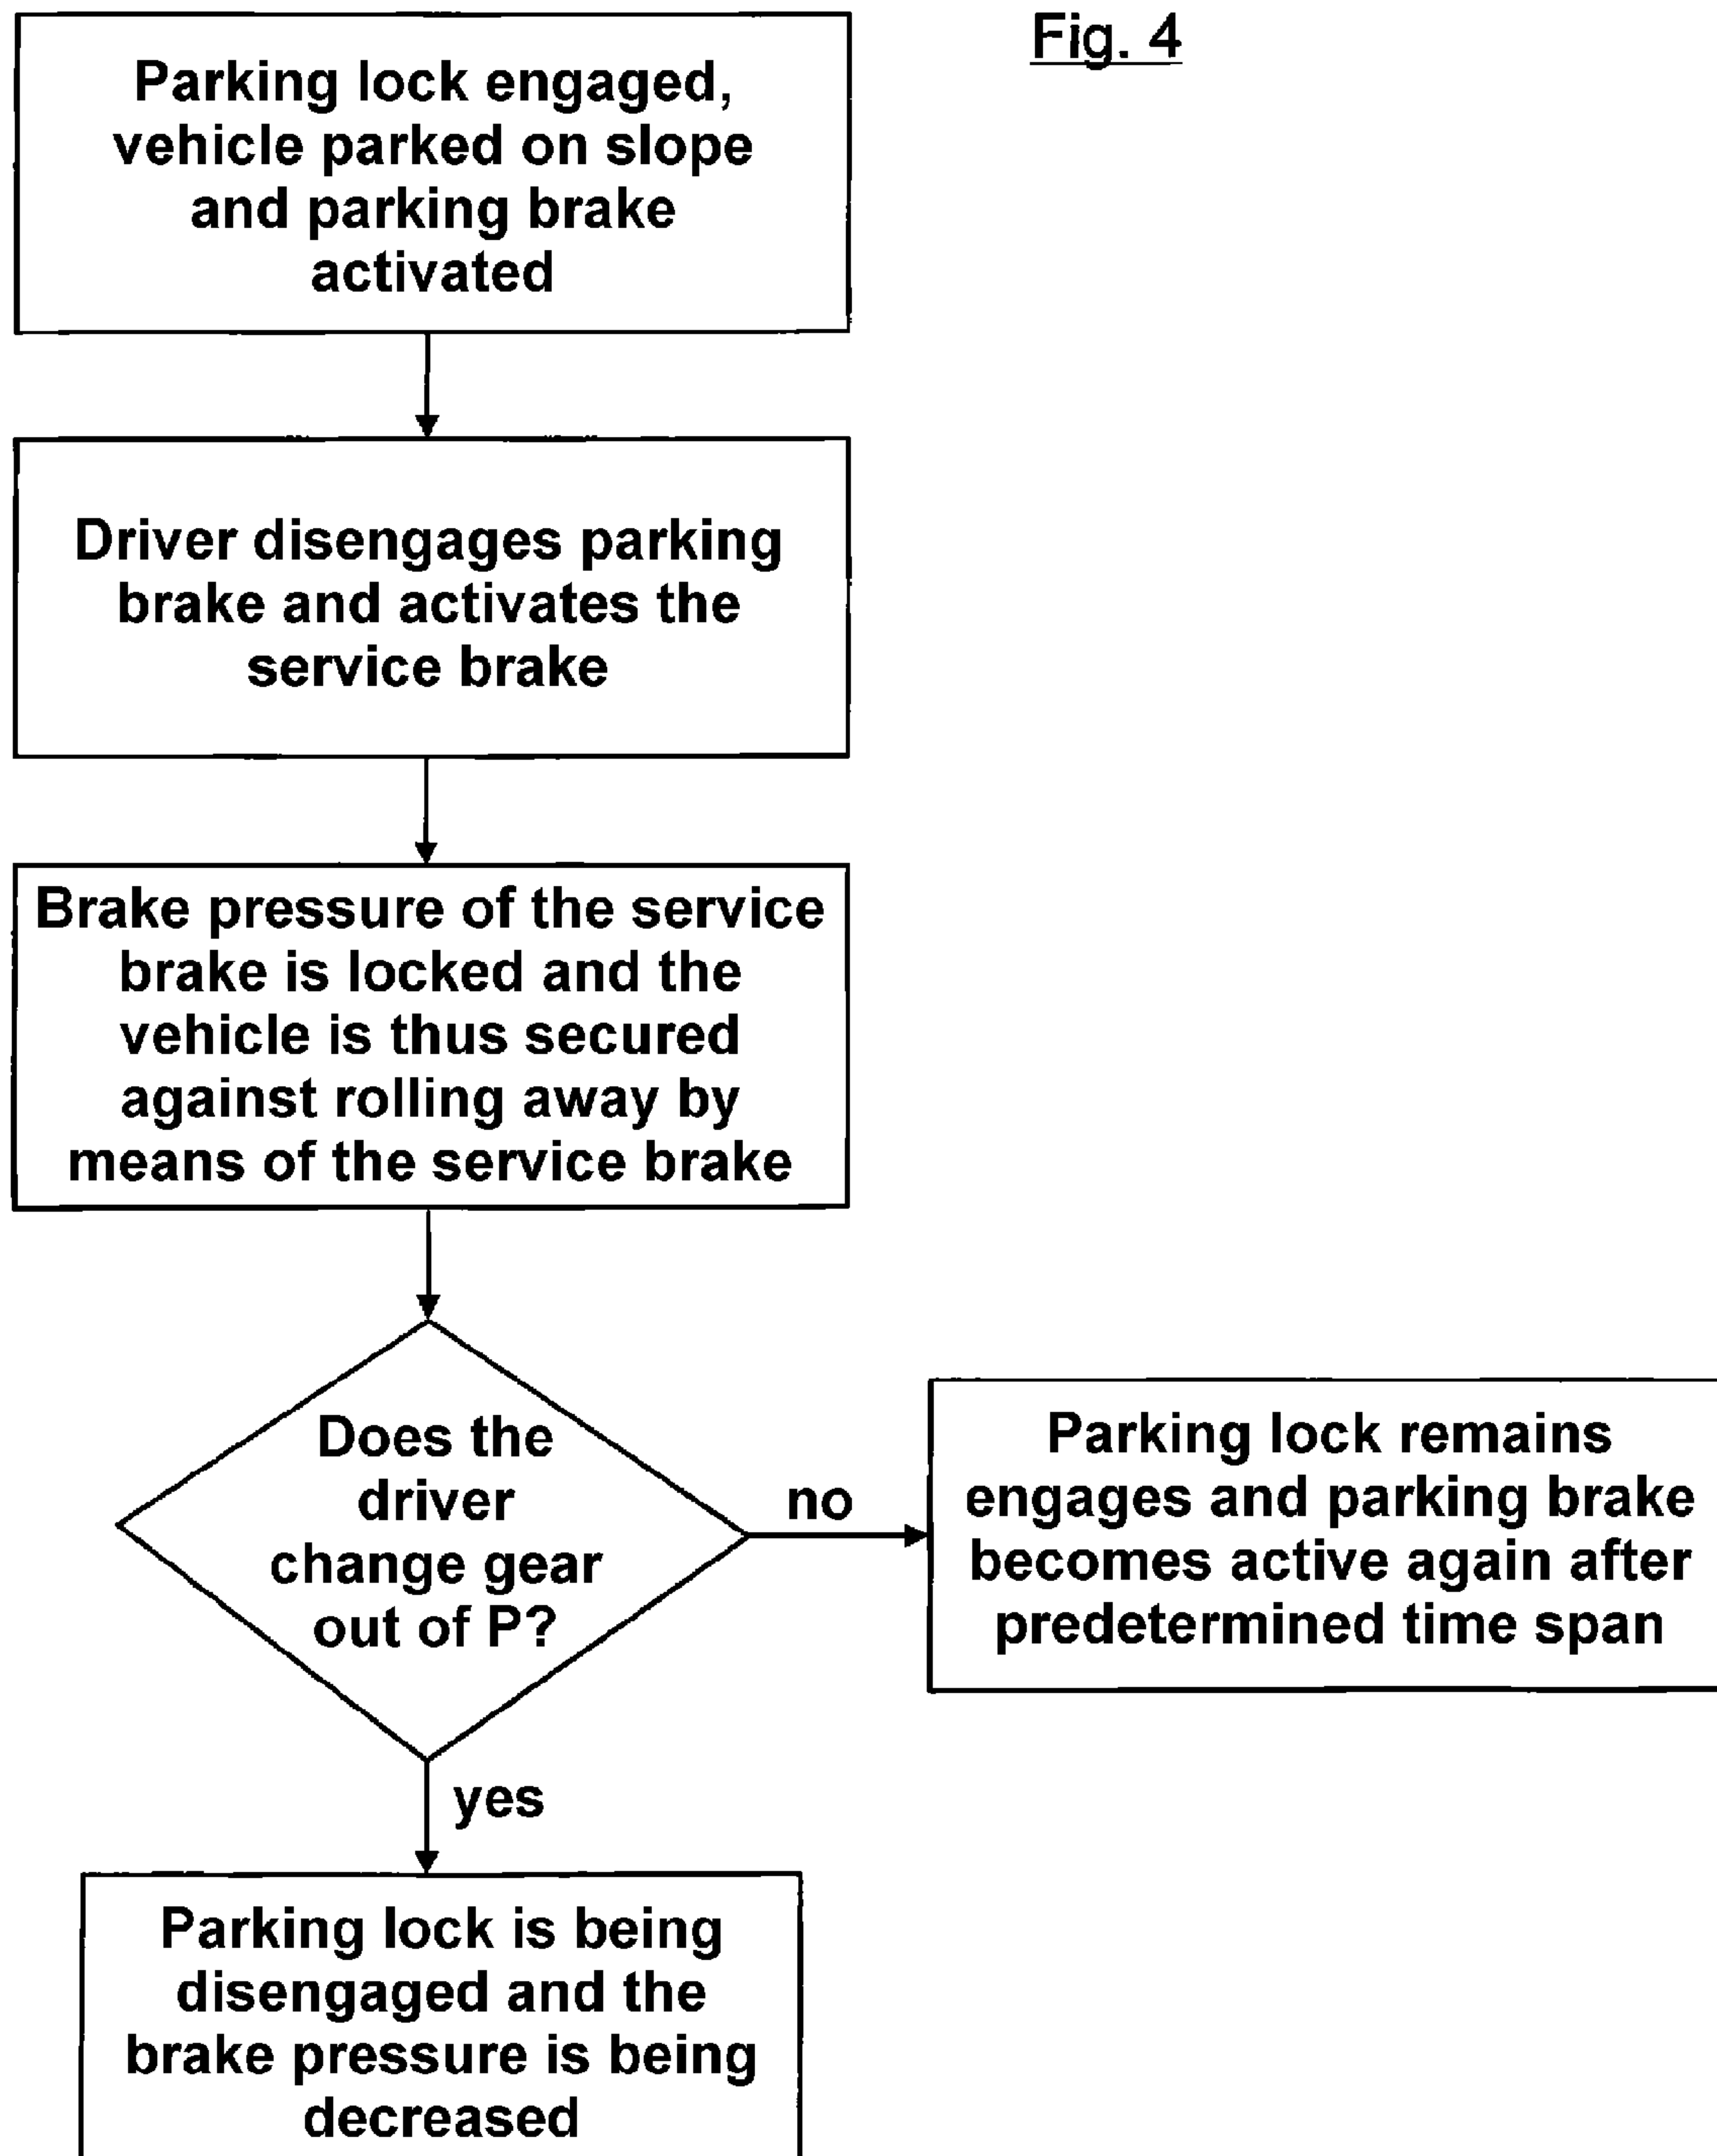 Fig. 4
Parking lock engaged,
vehicle parked on slope
and parking brake
activated
Driver disengages parking
brake and activates the
service brake
Brake pressure of the service
brake is locked and the
vehicle is thus secured
against rolling away by
means of the service brake
Does the
driver
change gear
out of P?
no
Parking lock remains
engages and parking brake
becomes active again after
predetermined time span
yes
Parking lock is being
disengaged and the
brake pressure is being
decreased